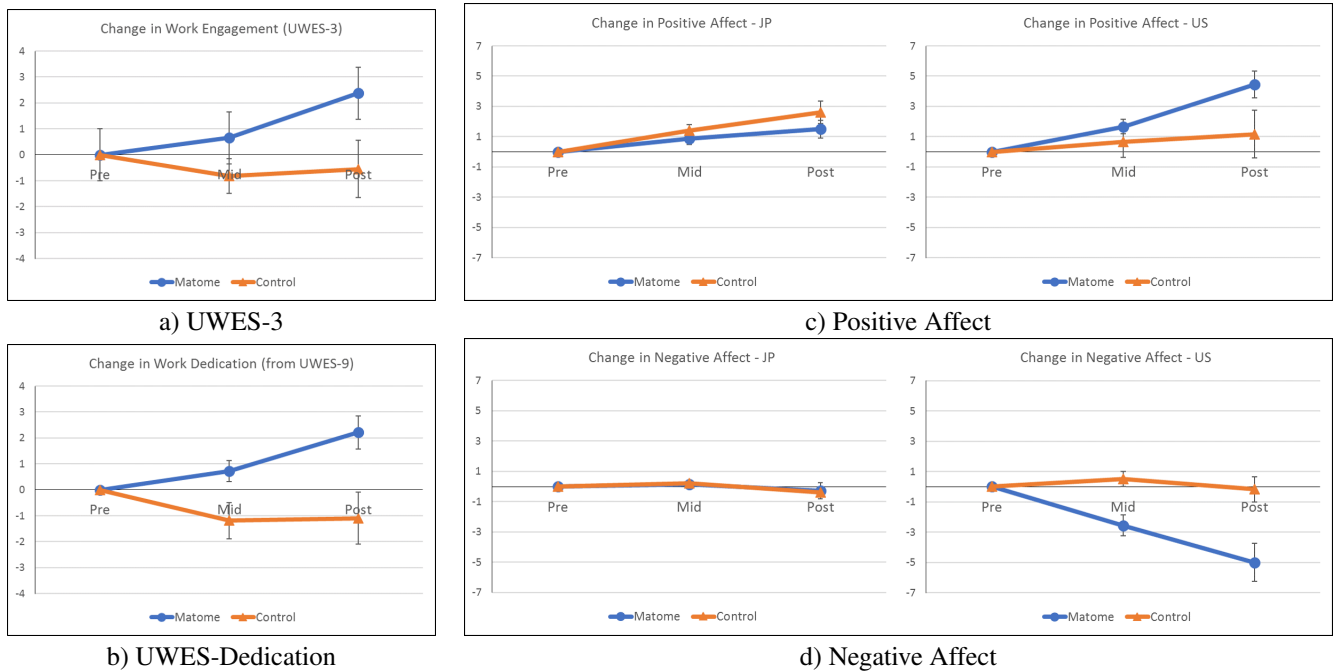 Change in Work Engagement (UWES-3)
4
3
2
1
0
-1
-2
-3
-4
Pre
Mid
Post
Matome
Control
a) UWES-3
Change in Work Dedication (from UWES-9)
4
3
2
1
0
-1
-2
-3
-4
Pre
Mid
Post
Matome
Control
b) UWES-Dedication
Change in Positive Affect - JP
7
5
3
1
-1
-3
-5
-7
Pre
Mid
Post
Matome
Control
Change in Positive Affect - US
7
5
3
1
-1
-3
-5
-7
Pre
Mid
Post
Matome
Control
c) Positive Affect
Change in Negative Affect - JP
7
5
3
1
-1
-3
-5
-7
Pre
Mid
Post
Matome
Control
Change in Negative Affect - US
7
5
3
1
-1
-3
-5
-7
Pre
Mid
Post
Matome
Control
d) Negative Affect